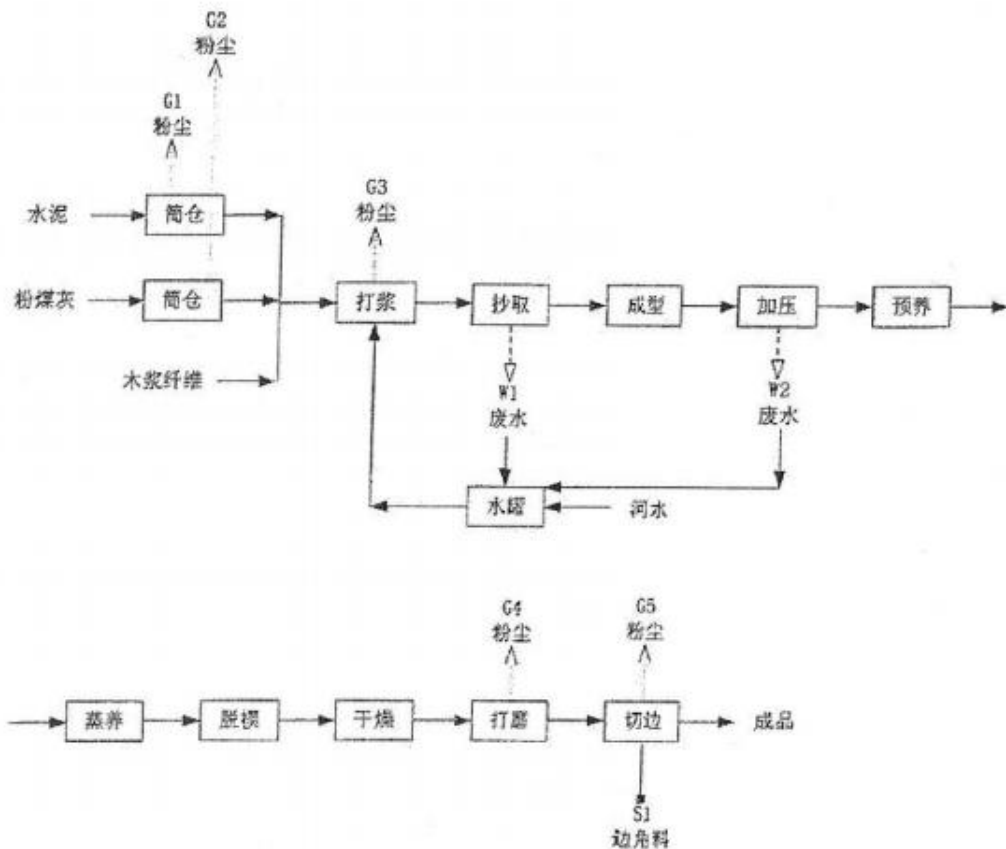 G2
粉尘
G1
粉尘
G3
粉尘
水泥
筒仓
粉煤灰
筒仓
打浆
抄取
成型
加压
预养
木浆纤维
W1
废水
W2
废水
水罐
河水
G4
粉尘
G5
粉尘
蒸养
脱模
干燥
打磨
切边
成品
S1
边角料